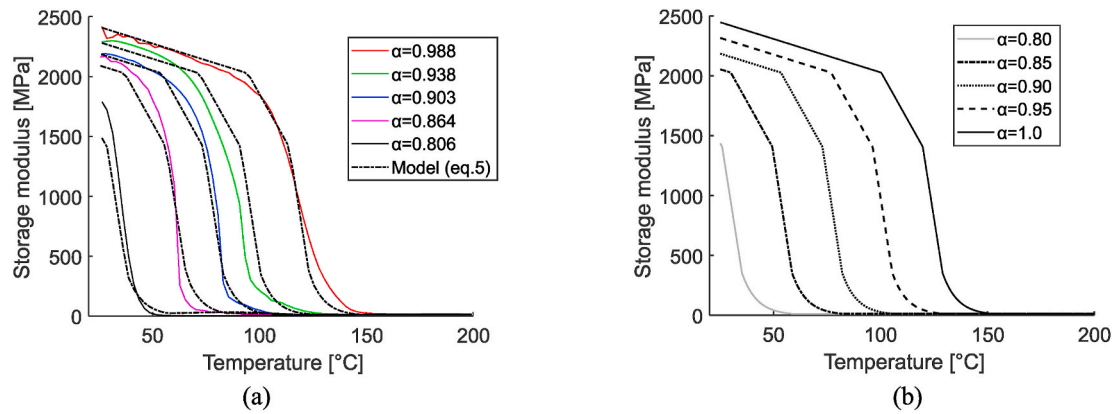 2500
2000
1500
1000
500
0
Storage modulus [MPa]
50
100
150
200
Temperature [°C]
α=0.988
α=0.938
α=0.903
α=0.864
α=0.806
Model (eq.5)
(a)
2500
2000
1500
1000
500
0
Storage modulus [MPa]
50
100
150
200
Temperature [°C]
α=0.80
α=0.85
α=0.90
α=0.95
α=1.0
(b)